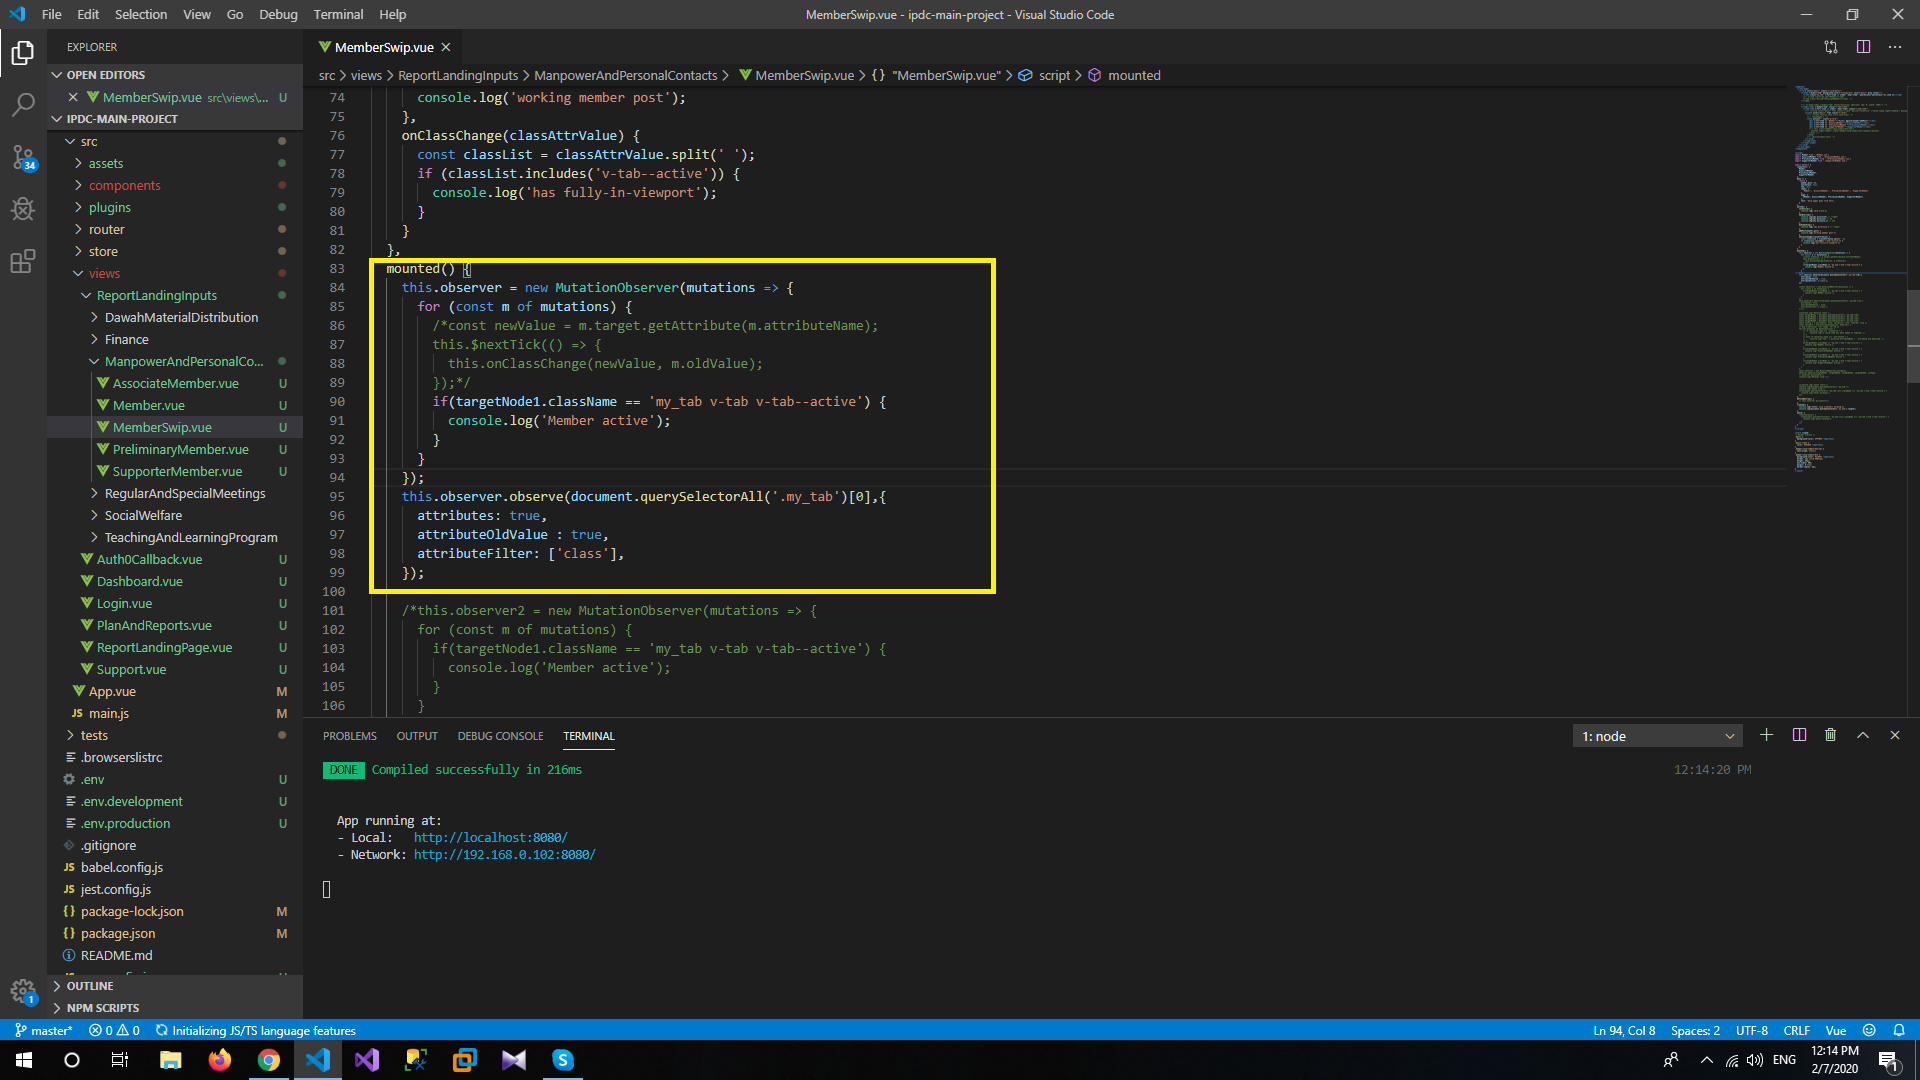 File Edit Selection View Go Debug Terminal Help
MemberSwip.vue - ipdc-main-project - Visual Studio Code
EXPLORER
OPEN EDITORS
MemberSwip.vue src\views\... U
IPDC-MAIN-PROJECT
src
assets
components
plugins
router
store
views
ReportLandingInputs
DawahMaterialDistribution
Finance
ManpowerAndPersonalCo...
AssociateMember.vue U
Member.vue U
MemberSwip.vue U
PreliminaryMember.vue U
SupporterMember.vue U
RegularAndSpecialMeetings
SocialWelfare
TeachingAndLearningProgram
Auth0Callback.vue U
Dashboard.vue U
Login.vue U
PlanAndReports.vue U
ReportLandingPage.vue U
Support.vue U
App.vue M
JS main.js M
tests
.browserslistrc
.env U
.env.development U
.env.production U
.gitignore
JS babel.config.js
JS jest.config.js
{} package-lock.json M
{} package.json M
README.md
OUTLINE
NPM SCRIPTS
34
1
MemberSwip.vue
src > views > ReportLandingInputs > ManpowerAndPersonalContacts > MemberSwip.vue > {} "MemberSwip.vue" > script > mounted
74 console.log('working member post');
75 },
76 onClassChange(classAttrValue) {
77 const classList = classAttrValue.split(' ');
78 if (classList.includes('v-tab--active')) {
79 console.log('has fully-in-viewport');
80 }
81 }
82 },
83 mounted() {
84 this.observer = new MutationObserver(mutations => {
85 for (const m of mutations) {
86 /*const newValue = m.target.getAttribute(m.attributeName);
87 this.$nextTick(() => {
88 this.onClassChange(newValue, m.oldValue);
89 });*/
90 if(targetNode1.className == 'my_tab v-tab v-tab--active') {
91 console.log('Member active');
92 }
93 }
94 });
95 this.observer.observe(document.querySelectorAll('.my_tab')[0],{
96 attributes: true,
97 attributeOldValue : true,
98 attributeFilter: ['class'],
99 });
100
101 /*this.observer2 = new MutationObserver(mutations => {
102 for (const m of mutations) {
103 if(targetNode1.className == 'my_tab v-tab v-tab--active') {
104 console.log('Member active');
105 }
106 }
PROBLEMS OUTPUT DEBUG CONSOLE TERMINAL
1: node
DONE Compiled successfully in 216ms 12:14:20 PM
App running at:
- Local: http://localhost:8080/
- Network: http://192.168.0.102:8080/
master* 0 0 Initializing JS/TS language features
Ln 94, Col 8 Spaces: 2 UTF-8 CRLF Vue
ENG
12:14 PM
2/7/2020
1